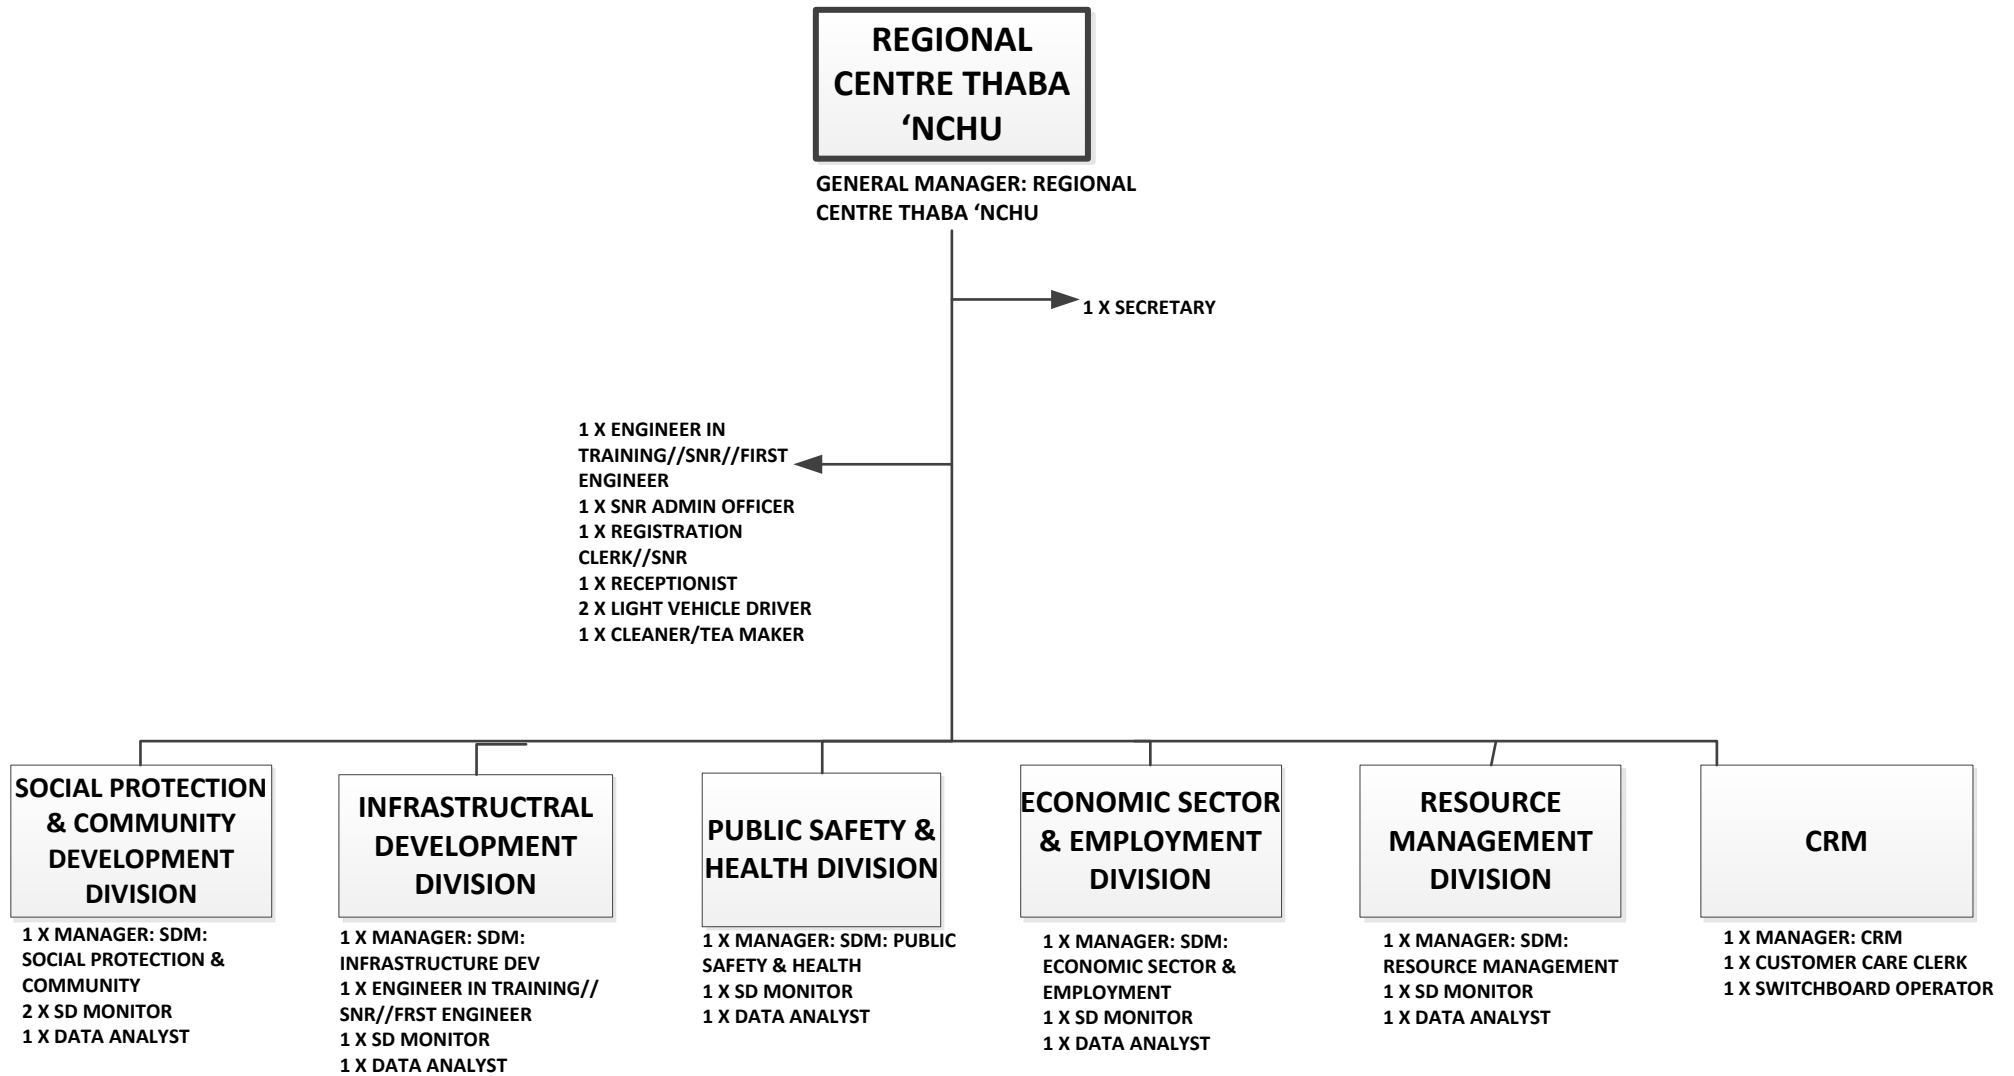 REGIONAL
CENTRE THABA
‘NCHU
GENERAL MANAGER: REGIONAL
CENTRE THABA ‘NCHU
1 X SECRETARY
1 X ENGINEER IN
TRAINING//SNR//FIRST
ENGINEER
1 X SNR ADMIN OFFICER
1 X REGISTRATION
CLERK//SNR
1 X RECEPTIONIST
2 X LIGHT VEHICLE DRIVER
1 X CLEANER/TEA MAKER
SOCIAL PROTECTION
& COMMUNITY
DEVELOPMENT
DIVISION
1 X MANAGER: SDM:
SOCIAL PROTECTION &
COMMUNITY
2 X SD MONITOR
1 X DATA ANALYST
INFRASTRUCTRAL
DEVELOPMENT
DIVISION
1 X MANAGER: SDM:
INFRASTRUCTURE DEV
1 X ENGINEER IN TRAINING//
SNR//FRST ENGINEER
1 X SD MONITOR
1 X DATA ANALYST
PUBLIC SAFETY &
HEALTH DIVISION
1 X MANAGER: SDM: PUBLIC
SAFETY & HEALTH
1 X SD MONITOR
1 X DATA ANALYST
ECONOMIC SECTOR
& EMPLOYMENT
DIVISION
1 X MANAGER: SDM:
ECONOMIC SECTOR &
EMPLOYMENT
1 X SD MONITOR
1 X DATA ANALYST
RESOURCE
MANAGEMENT
DIVISION
1 X MANAGER: SDM:
RESOURCE MANAGEMENT
1 X SD MONITOR
1 X DATA ANALYST
CRM
1 X MANAGER: CRM
1 X CUSTOMER CARE CLERK
1 X SWITCHBOARD OPERATOR